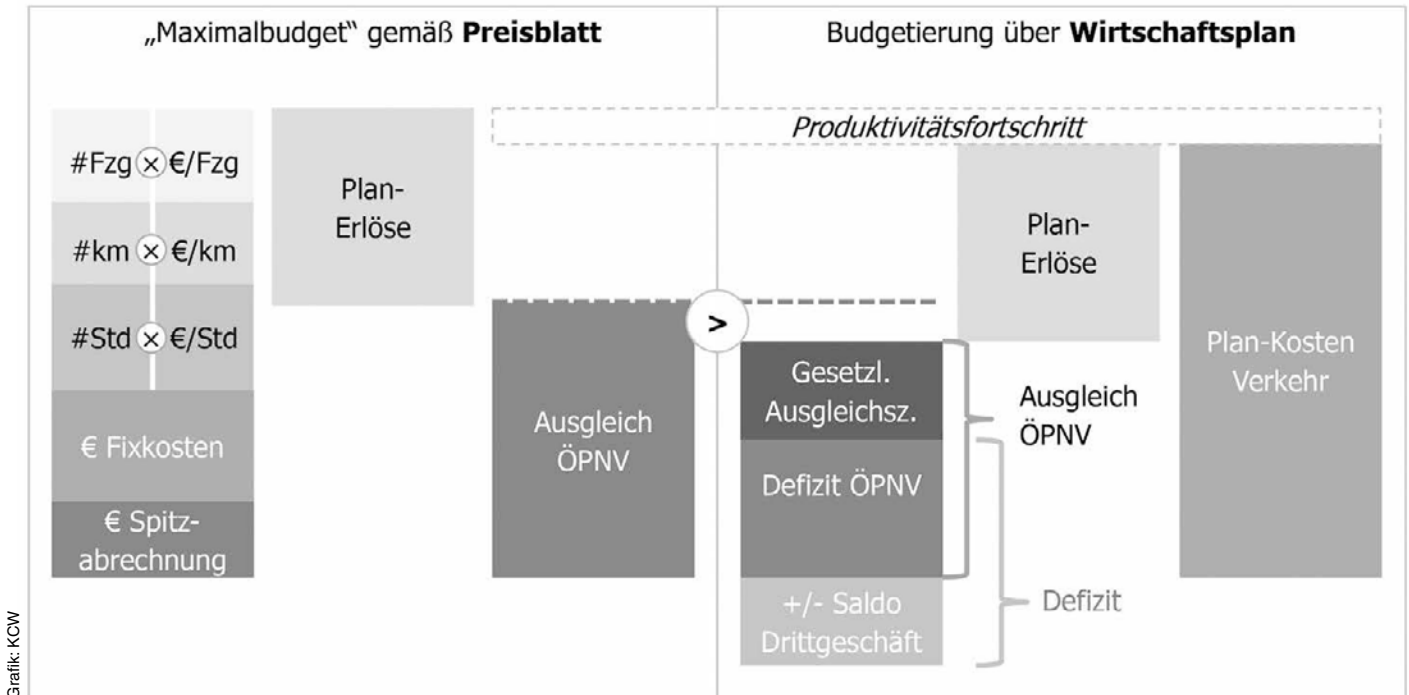 „Maximalbudget“ gemäß Preisblatt
#Fzg × €/Fzg
#km × €/km
#Std × €/Std
€ Fixkosten
€ Spitz-
abrechnung
Plan-
Erlöse
Ausgleich
ÖPNV
>
Budgetierung über Wirtschaftsplan
Produktivitätsfortschritt
Gesetzl.
Ausgleichsz.
Defizit ÖPNV
+/- Saldo
Drittgeschäft
Plan-
Erlöse
Ausgleich
ÖPNV
Defizit
Plan-Kosten
Verkehr
Grafik: KCW